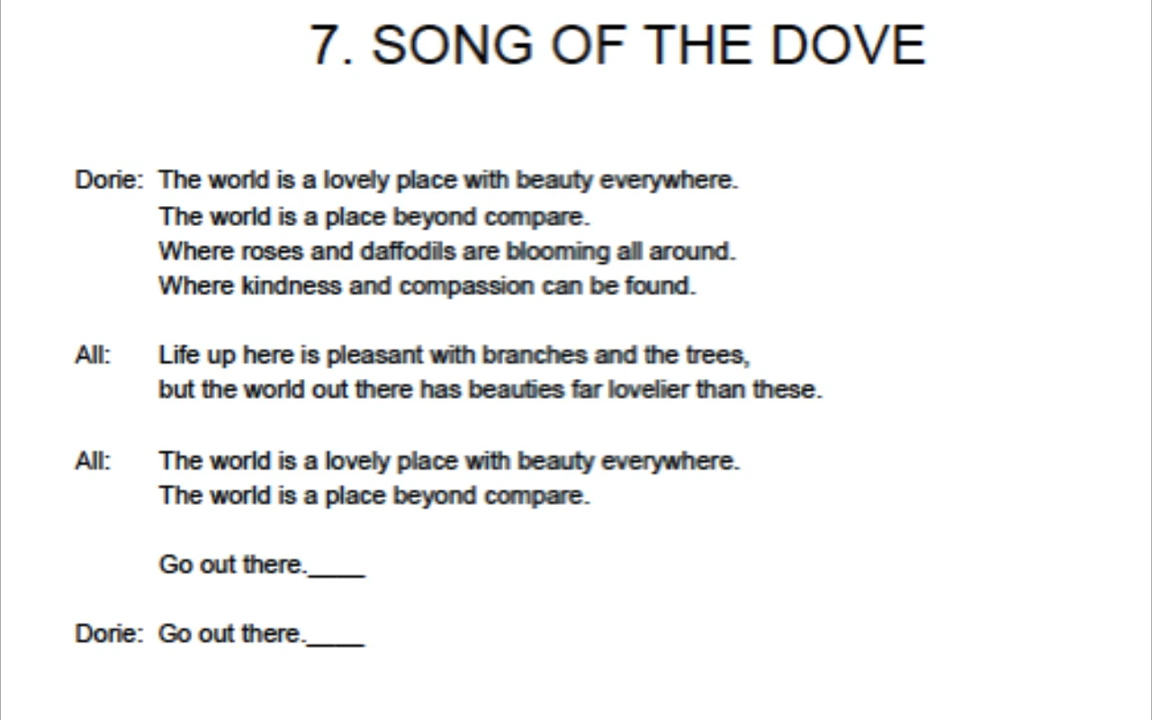 7. SONG OF THE DOVE
Dorie: The world is a lovely place with beauty everywhere.
The world is a place beyond compare.
Where roses and daffodils are blooming all around.
Where kindness and compassion can be found.
All: Life up here is pleasant with branches and the trees,
but the world out there has beauties far lovelier than these.
All: The world is a lovely place with beauty everywhere.
The world is a place beyond compare.
Go out there.____
Dorie: Go out there.____